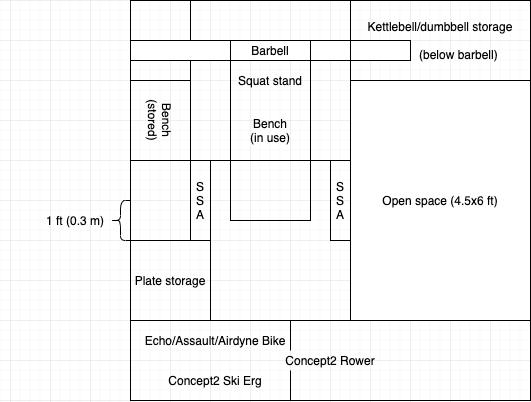 Kettlebell/dumbbell storage
Barbell
(below barbell)
Squat stand
Bench
(stored)
Bench
(in use)
S
S
A
S
S
A
Open space (4.5x6 ft)
1 ft (0.3 m)
Plate storage
Echo/Assault/Airdyne Bike
Concept2 Rower
Concept2 Ski Erg